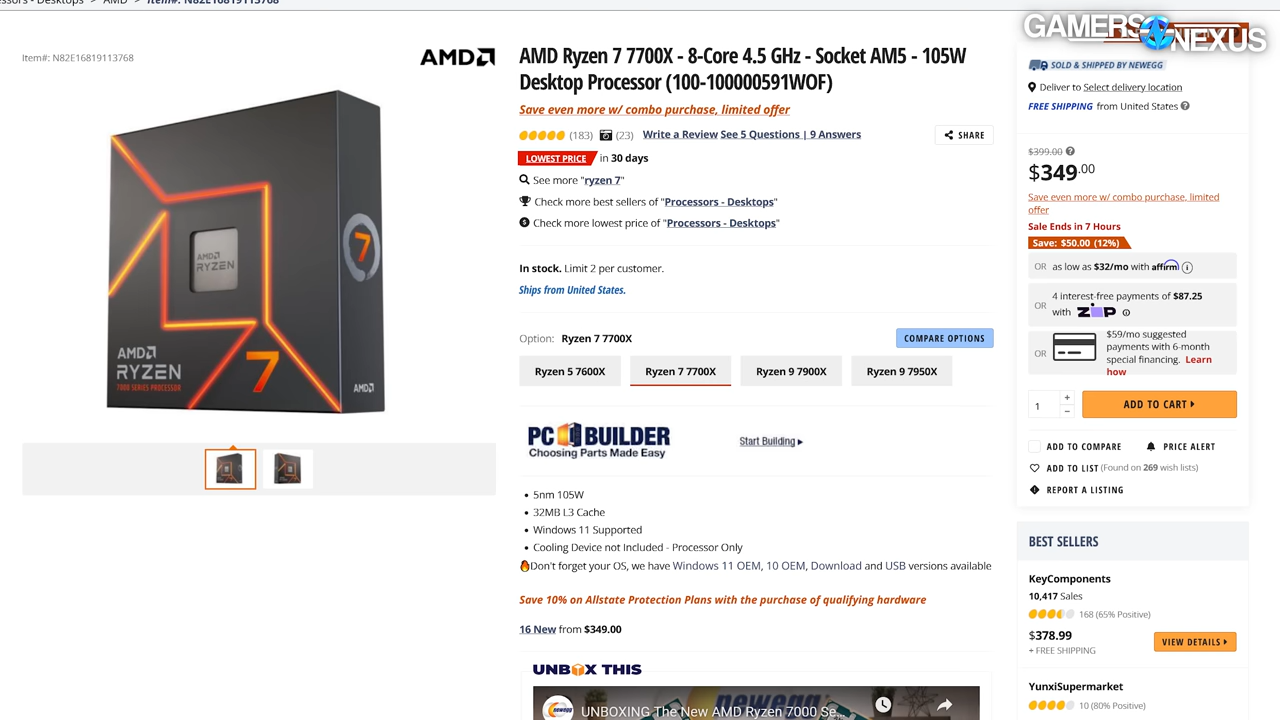 AMD Item#: N82E16819113768
GAMERS NEXUS
Item#: N82E16819113768
AMD
AMD Ryzen 7 7700X - 8-Core 4.5 GHz - Socket AM5 - 105W
Desktop Processor (100-100000591WOF)
Save even more w/ combo purchase, limited offer
(183) (23) Write a Review See 5 Questions | 9 Answers
SHARE
LOWEST PRICE in 30 days
See more "ryzen 7"
Check more best sellers of "Processors - Desktops"
Check more lowest price of "Processors - Desktops"
In stock. Limit 2 per customer.
Ships from United States.
Option: Ryzen 7 7700X
COMPARE OPTIONS
Ryzen 5 7600X Ryzen 7 7700X Ryzen 9 7900X Ryzen 9 7950X
PC BUILDER
Choosing Parts Made Easy
Start Building
5nm 105W
32MB L3 Cache
Windows 11 Supported
Cooling Device not Included - Processor Only
Don't forget your OS, we have Windows 11 OEM, 10 OEM, Download and USB versions available
Save 10% on Allstate Protection Plans with the purchase of qualifying hardware
16 New from $349.00
UNBOX THIS
newegg
UNBOXING The New AMD Ryzen 7000 Se...
newegg
AMD
RYZEN
7
AMD
RYZEN
7000 SERIES PROCESSOR
7
AMD
SOLD & SHIPPED BY NEWEGG
Deliver to Select delivery location
FREE SHIPPING from United States
$399.00
$349.00
Save even more w/ combo purchase, limited
offer
Sale Ends in 7 Hours
Save: $50.00 (12%)
OR as low as $32/mo with affirm
OR 4 interest-free payments of $87.25
with ZIP
OR $59/mo suggested
payments with 6-month
special financing. Learn
how
1 + −
ADD TO CART
ADD TO COMPARE PRICE ALERT
ADD TO LIST (Found on 269 wish lists)
REPORT A LISTING
BEST SELLERS
KeyComponents
10,417 Sales
168 (65% Positive)
$378.99
+ FREE SHIPPING
VIEW DETAILS
YunxiSupermarket
10 (80% Positive)